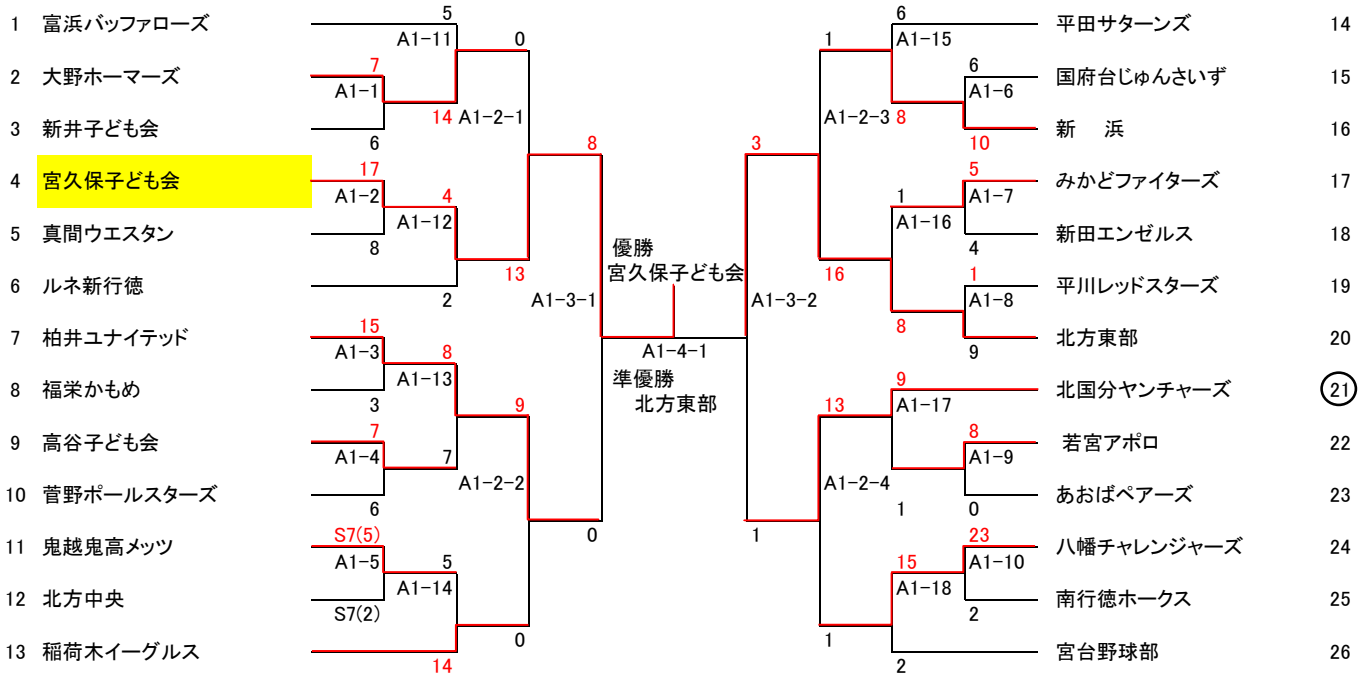 5
6
1 富浜バッファローズ
平田サターンズ 14
A1-11 0
1 A1-15
7
6
2 大野ホーマーズ
国府台じゅんさいず 15
A1-1
A1-6
14 A1-2-1
A1-2-3 8
3 新井子ども会
新 浜 16
6 8
3 10
17
5
4 宮久保子ども会
みかどファイターズ 17
A1-2 4
1 A1-7
A1-12
A1-16
5 真間ウエスタン
新田エンゼルス 18
8
4
優勝
宮久保子ども会
13
16
1
6 ルネ新行徳
平川レッドスターズ 19
2 A1-3-1
A1-3-2
A1-8
15
8
7 柏井ユナイテッド
北方東部 20
A1-3 8
A1-4-1
9
A1-13
準優勝
北方東部
8 福栄かもめ
9
北国分ヤンチャーズ 21
3 9
13 A1-17
7
8
9 高谷子ども会
若宮アポロ 22
A1-4 7
A1-9
A1-2-2
A1-2-4
10 菅野ポールスターズ
あおばペアーズ 23
6
1 0
S7(5)
0
1
23
11 鬼越鬼高メッツ
八幡チャレンジャーズ 24
A1-5 5
15 A1-10
A1-14
A1-18
12 北方中央
南行徳ホークス 25
S7(2)
2
0
1
13 稲荷木イーグルス
宮台野球部 26
14
2